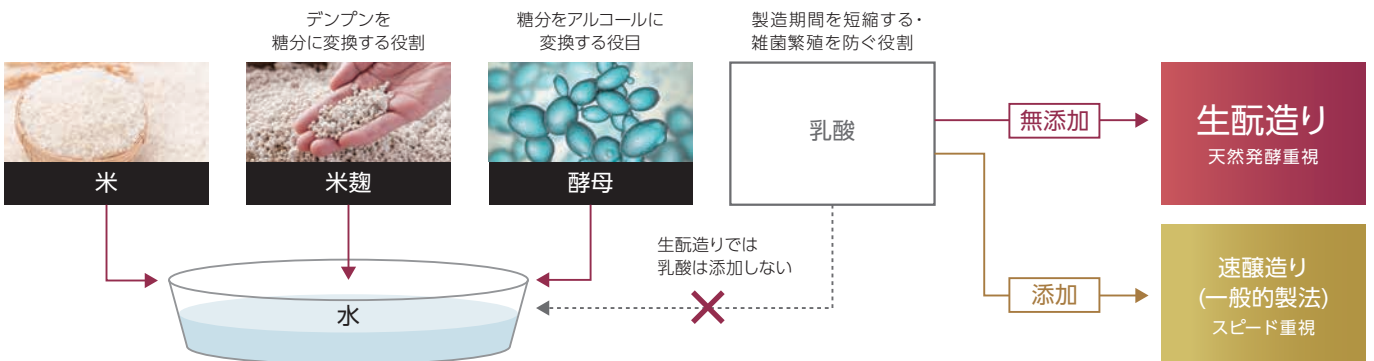 デンプンを
糖分に変換する役割
糖分をアルコールに
変換する役目
製造期間を短縮する・
雑菌繁殖を防ぐ役割
米
米麹
酵母
乳酸
無添加
生酛造り
天然発酵重視
生酛造りでは
乳酸は添加しない
水
添加
速醸造り
(一般的製法)
スピード重視